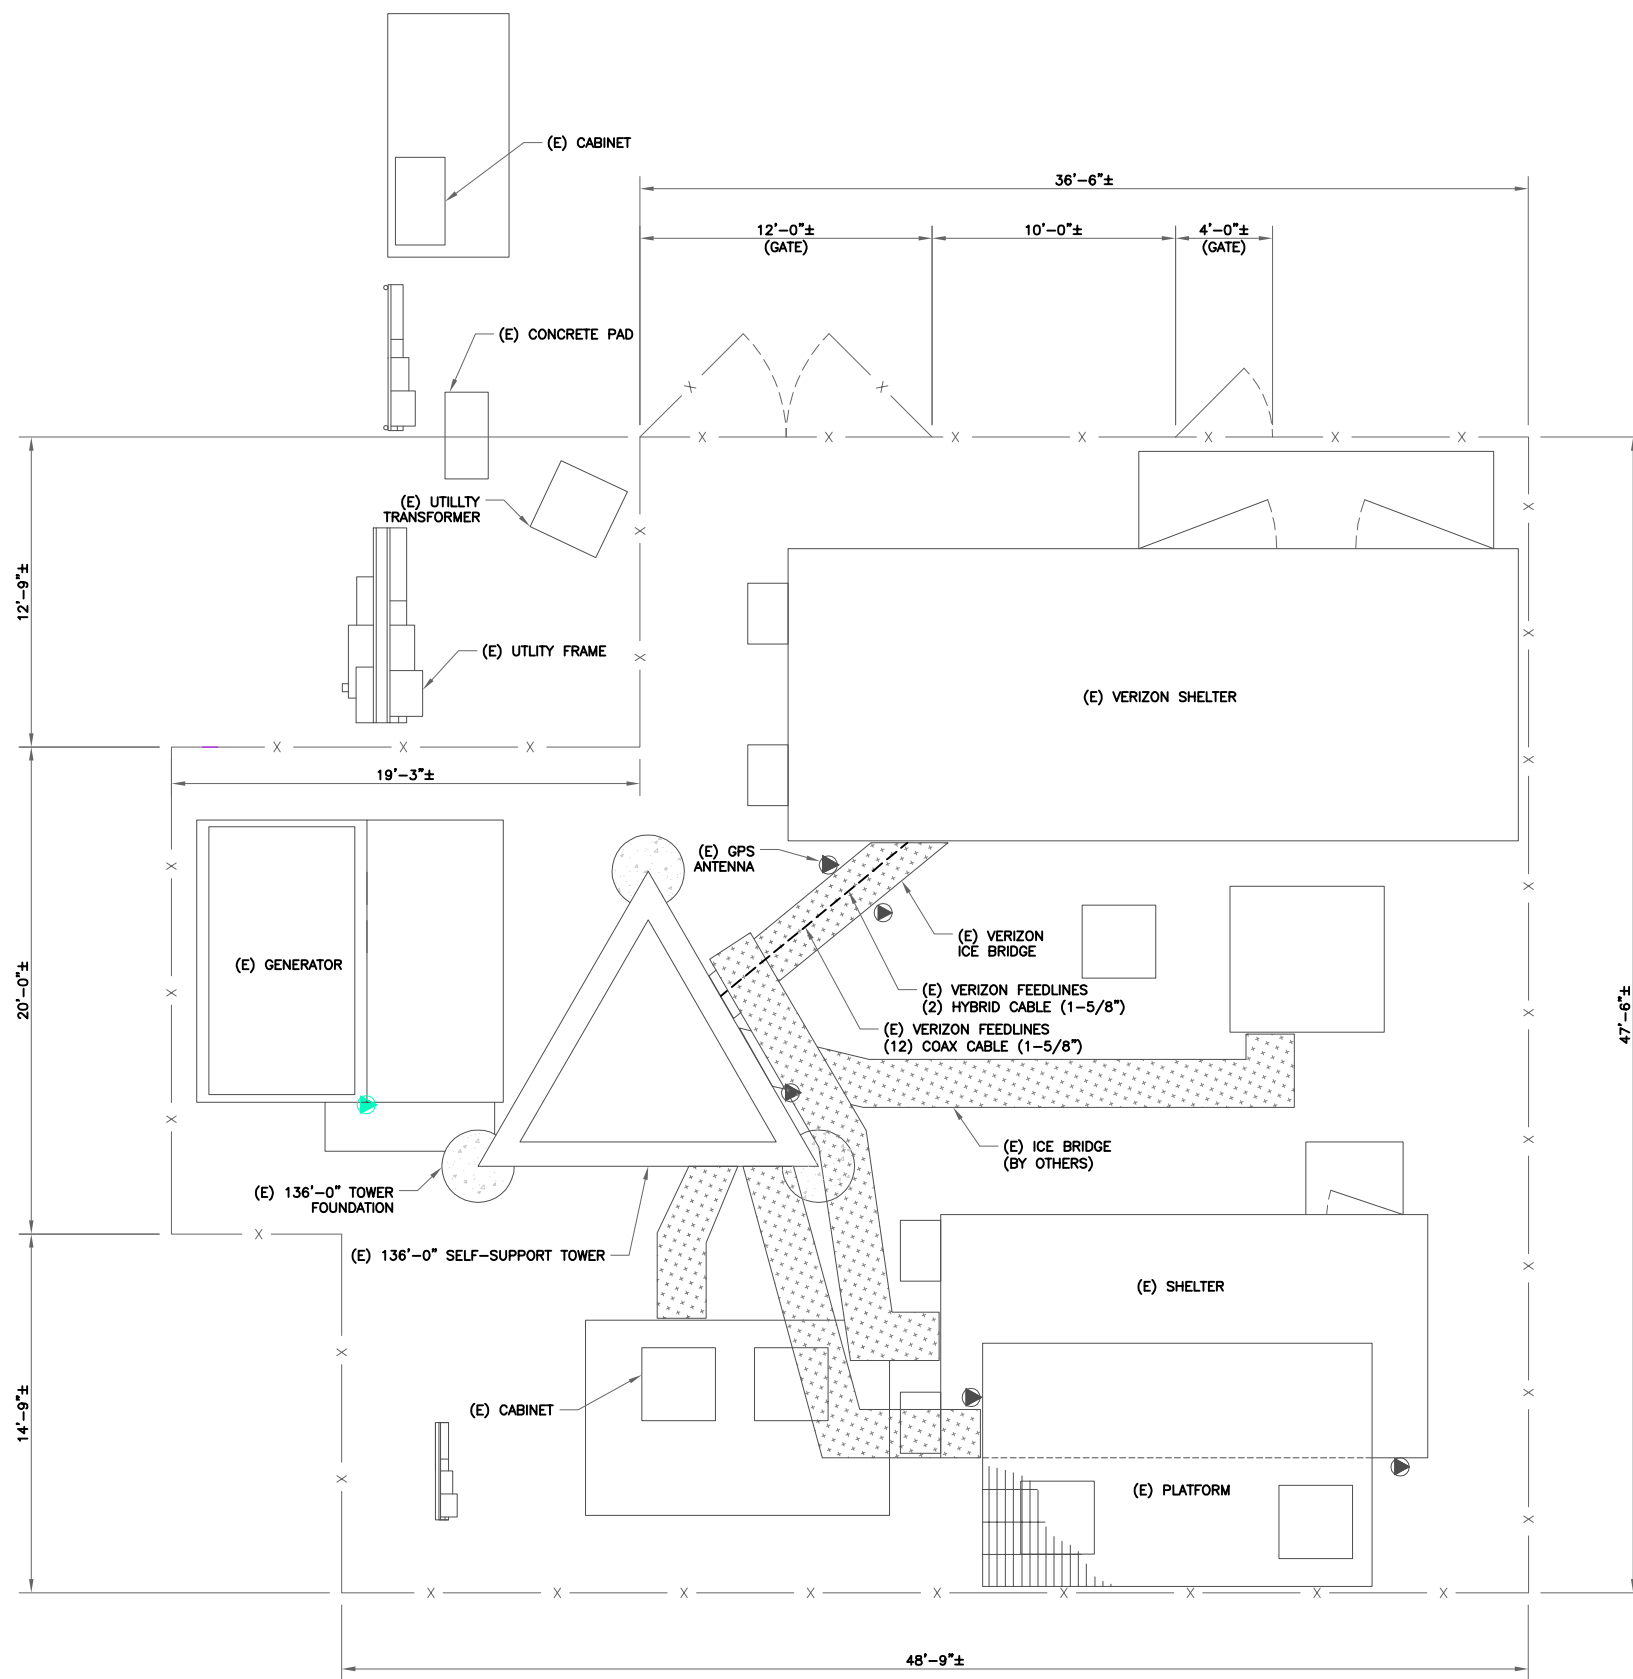 (E) CABINET
36'-6"±
12'-0"±
(GATE)
10'-0"±
4'-0"±
(GATE)
(E) CONCRETE PAD
(E) UTILLTY
TRANSFORMER
12'-9"±
(E) UTLITY FRAME
(E) VERIZON SHELTER
19'-3"±
(E) GPS
ANTENNA
(E) VERIZON
ICE BRIDGE
(E) GENERATOR
(E) VERIZON FEEDLINES
(2) HYBRID CABLE (1-5/8")
20'-0"±
47'-6"±
(E) VERIZON FEEDLINES
(12) COAX CABLE (1-5/8")
(E) ICE BRIDGE
(BY OTHERS)
(E) 136'-0" TOWER
FOUNDATION
(E) 136'-0" SELF-SUPPORT TOWER
(E) SHELTER
14'-9"±
(E) CABINET
(E) PLATFORM
48'-9"±